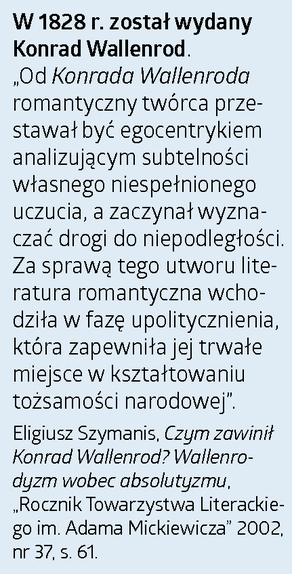 W 1828 r. został wydany
Konrad Wallenrod.
„Od Konrada Wallenroda
romantyczny twórca prze-
stawał być egocentrykiem
analizującym subtelności
własnego niespełnionego
uczucia, a zaczynał wyzna-
czać drogi do niepodległości.
Za sprawą tego utworu lite-
ratura romantyczna wcho-
dziła w fazę upolitycznienia,
która zapewniła jej trwałe
miejsce w kształtowaniu
tożsamości narodowej”.
Eligiusz Szymanis, Czym zawinił
Konrad Wallenrod? Wallenro-
dyzm wobec absolutyzmu,
„Rocznik Towarzystwa Literackie-
go im. Adama Mickiewicza” 2002,
nr 37, s. 61.